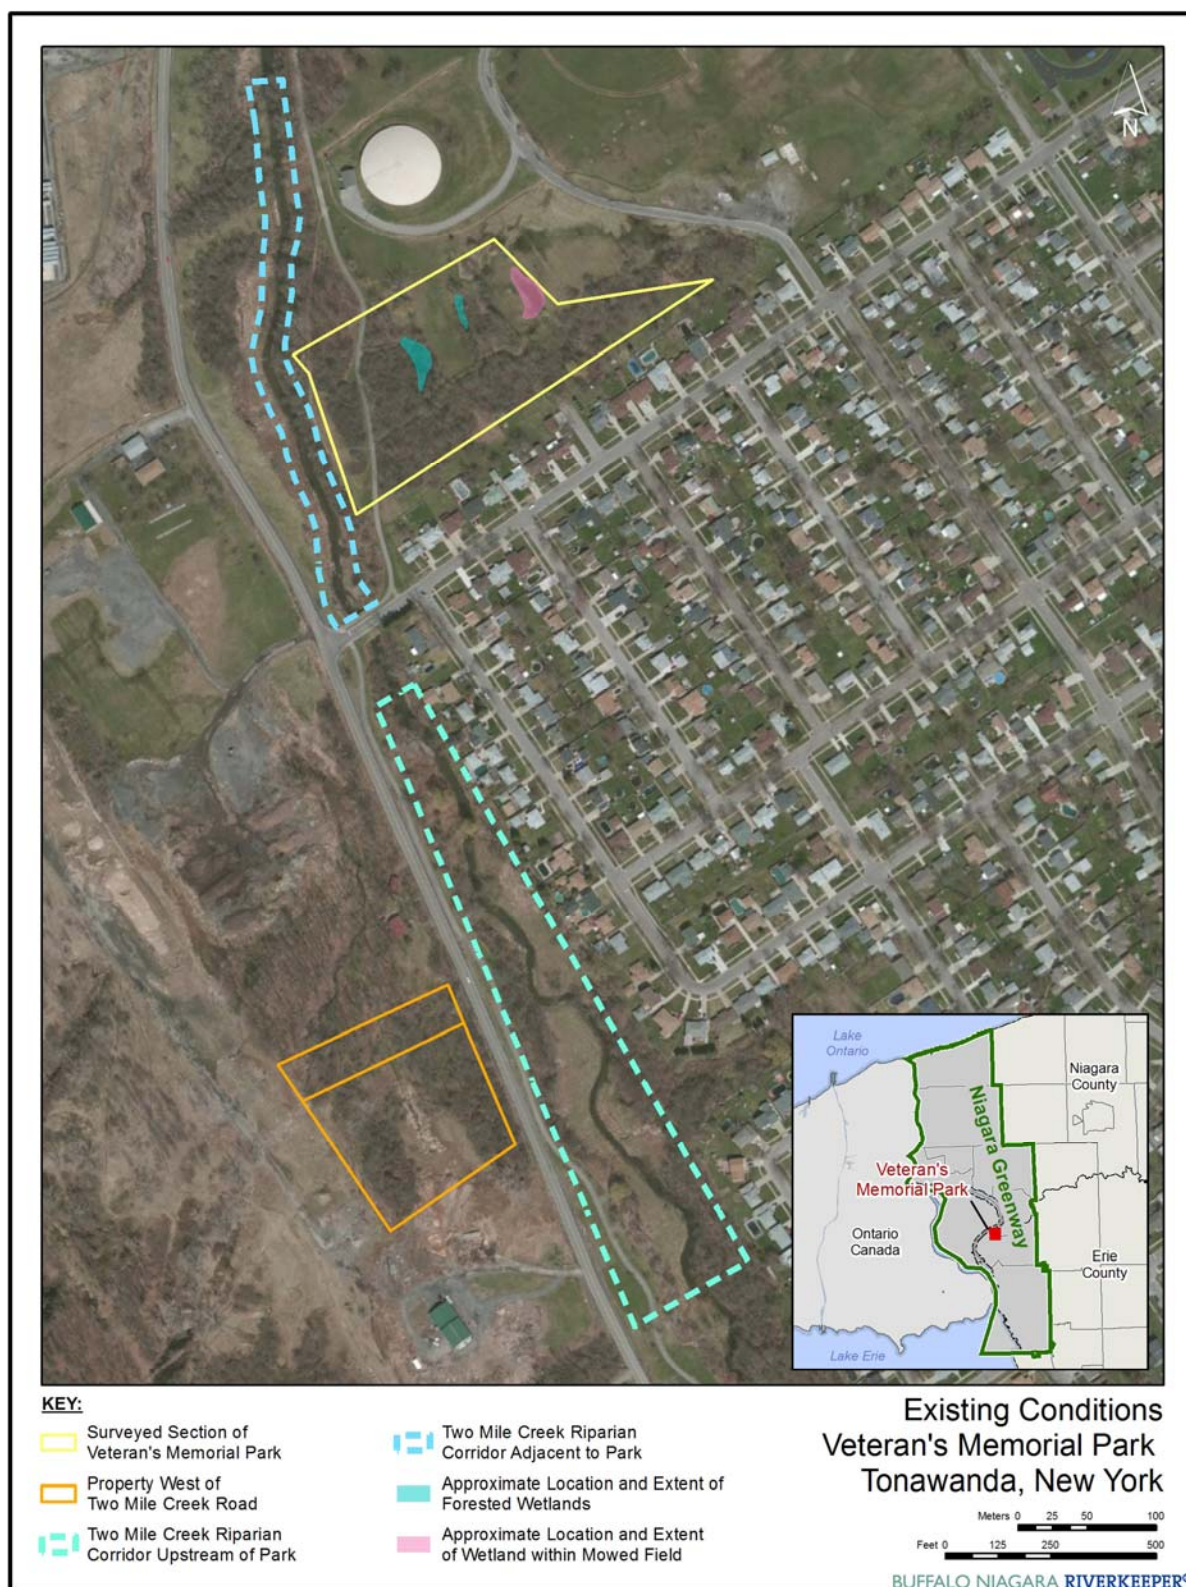 N
Lake
Ontario
Niagara
County
Niagara Greenway
Veteran's
Memorial Park
Ontario
Canada
Erie
County
Lake Erie
KEY:
Surveyed Section of
Veteran's Memorial Park
Property West of
Two Mile Creek Road
Two Mile Creek Riparian
Corridor Upstream of Park
Two Mile Creek Riparian
Corridor Adjacent to Park
Approximate Location and Extent of
Forested Wetlands
Approximate Location and Extent
of Wetland within Mowed Field
Existing Conditions
Veteran's Memorial Park
Tonawanda, New York
Meters 0 25 50 100
Feet 0 125 250 500
BUFFALO NIAGARA RIVERKEEPER®